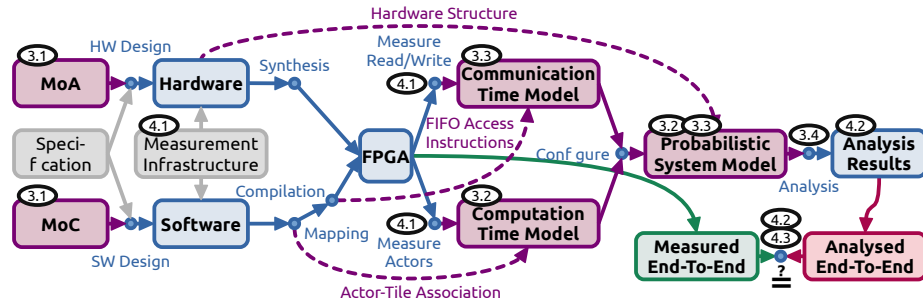 Hardware Structure
3.1
HW Design
MoA
Hardware
Synthesis
Measure
Read/Write
4.1
3.3
Communication
Time Model
Speci-
fication
4.1
Measurement
Infrastructure
FPGA
FIFO Access
Instructions
Conf gure
3.2
3.3
Probabilistic
System Model
3.4
Analysis
4.2
Analysis
Results
3.1
MoC
SW Design
Software
Compilation
Mapping
4.1
Measure
Actors
3.2
Computation
Time Model
Measured
End-To-End
4.2
4.3
?
=
Analysed
End-To-End
Actor-Tile Association